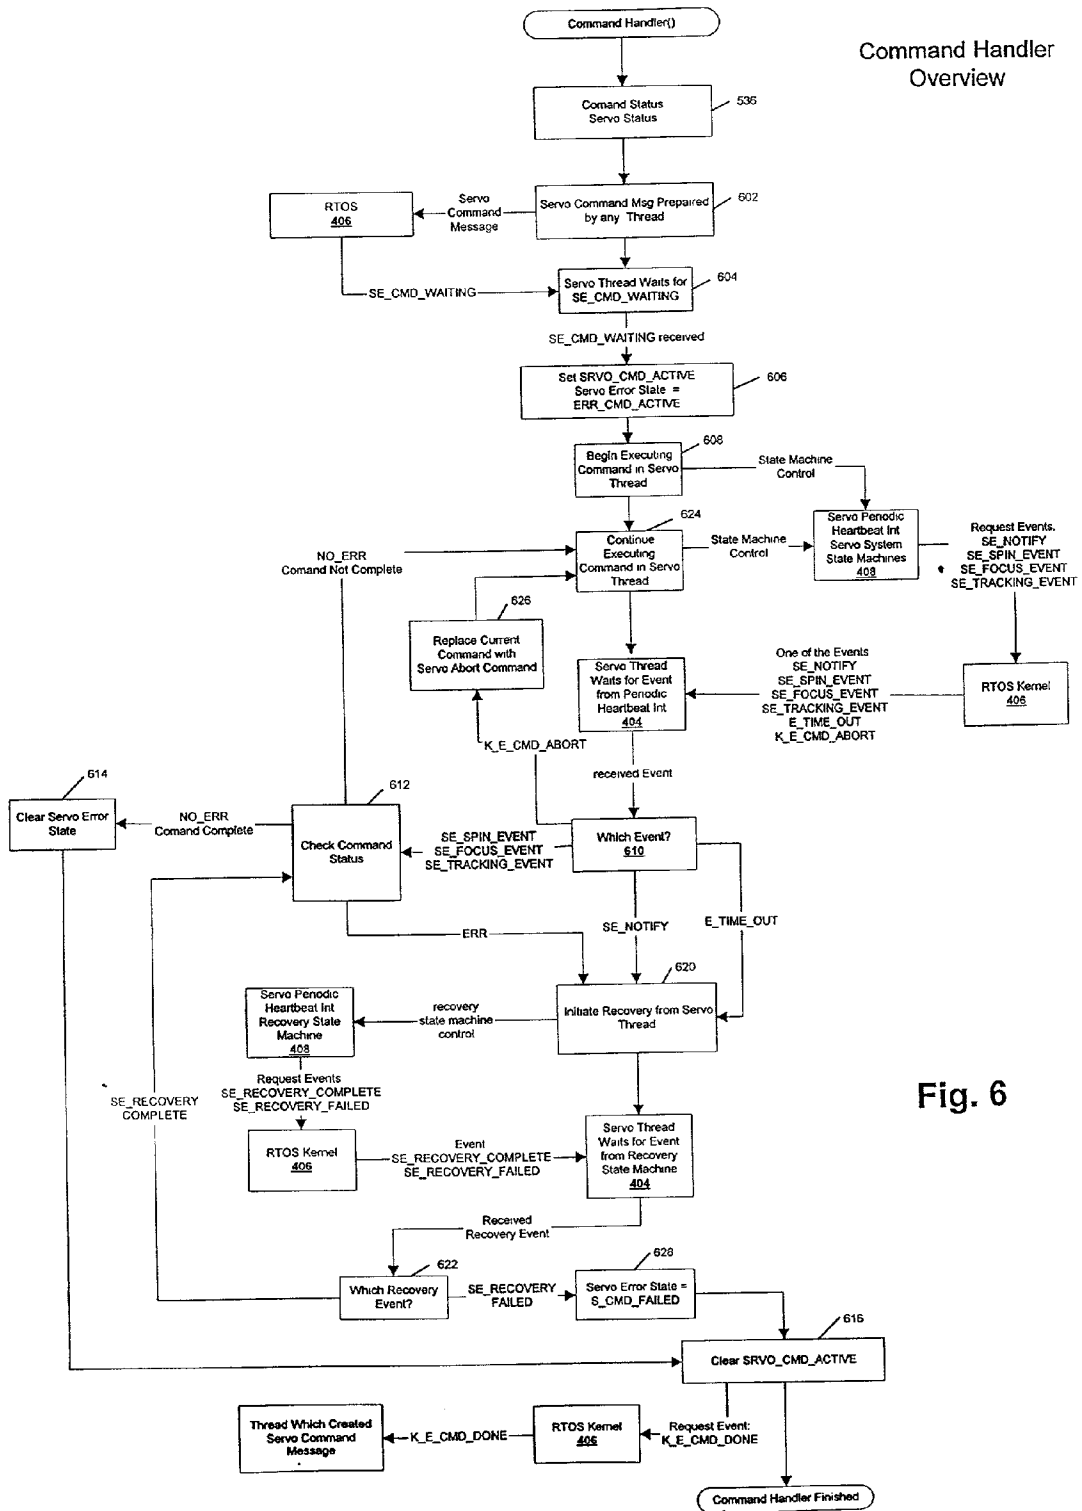 Command Handler()
Command Handler
Overview
Comand Status
Servo Status
536
RTOS
406
Servo
Command
Message
Servo Command Msg Prepaired
by any Thread
602
SE_CMD_WAITING
Servo Thread Waits for
SE_CMD_WAITING
604
SE_CMD_WAITING received
Set SRVO_CMD_ACTIVE
Servo Error State =
ERR_CMD_ACTIVE
606
Begin Executing
Command in Servo
Thread
608
State Machine
Control
NO_ERR
Comand Not Complete
Continue
Executing
Command in Servo
Thread
624
State Machine
Control
Servo Periodic
Heartbeat Int
Servo System
State Machines
408
Request Events.
SE_NOTIFY
SE_SPIN_EVENT
SE_FOCUS_EVENT
SE_TRACKING_EVENT
626
Replace Current
Command with
Servo Abort Command
Servo Thread
Waits for Event
from Periodic
Heartbeat Int
404
One of the Events
SE_NOTIFY
SE_SPIN_EVENT
SE_FOCUS_EVENT
SE_TRACKING_EVENT
E_TIME_OUT
K_E_CMD_ABORT
RTOS Kernel
406
K_E_CMD_ABORT
received Event
614
Clear Servo Error
State
NO_ERR
Comand Complete
612
Check Command
Status
SE_SPIN_EVENT
SE_FOCUS_EVENT
SE_TRACKING_EVENT
Which Event?
610
ERR
SE_NOTIFY
E_TIME_OUT
620
Initiate Recovery from Servo
Thread
recovery
state machine
control
Servo Periodic
Heartbeat Int
Recovery State
Machine
408
Request Events
SE_RECOVERY_COMPLETE
SE_RECOVERY_FAILED
SE_RECOVERY
COMPLETE
RTOS Kernel
406
Event
SE_RECOVERY_COMPLETE
SE_RECOVERY_FAILED
Servo Thread
Waits for Event
from Recovery
State Machine
404
Fig. 6
Received
Recovery Event
622
Which Recovery
Event?
SE_RECOVERY
FAILED
628
Servo Error State =
S_CMD_FAILED
616
Clear SRVO_CMD_ACTIVE
Thread Which Created
Servo Command
Message
K_E_CMD_DONE
RTOS Kernel
406
Request Event:
K_E_CMD_DONE
Command Handler Finished